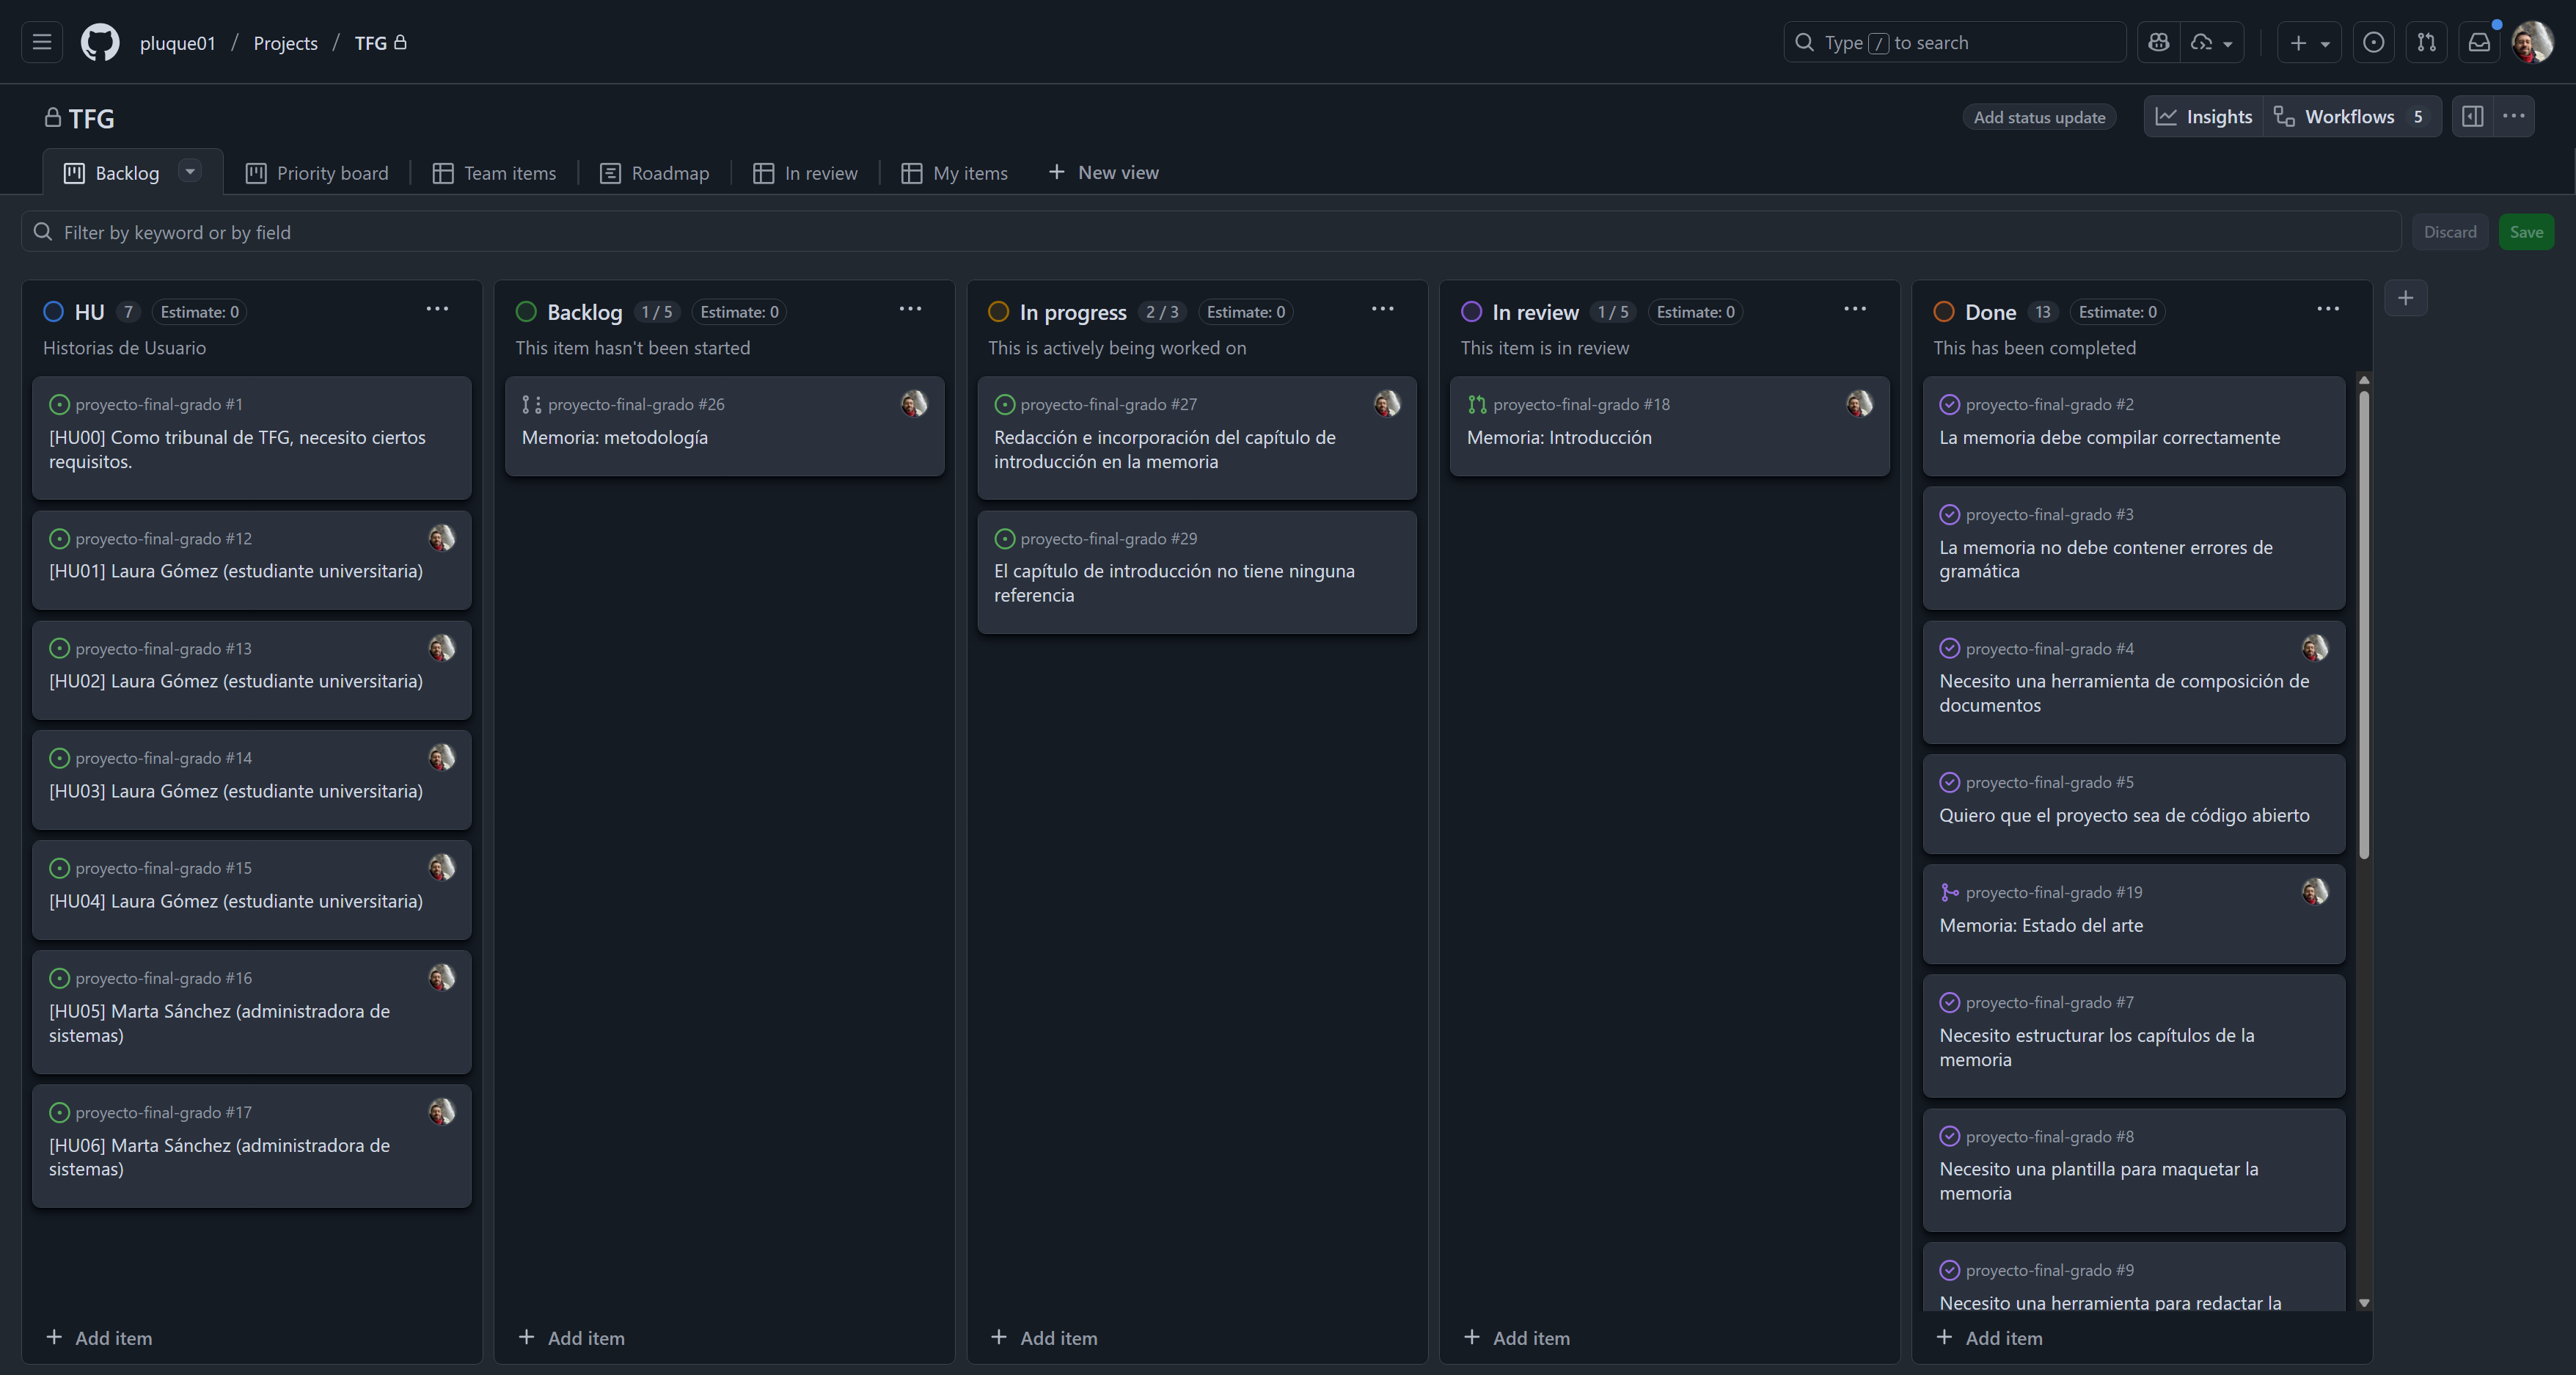 pluque01 / Projects / TFG
Type / to search
TFG
Add status update
Insights
Workflows 5
Backlog
Priority board
Team items
Roadmap
In review
My items
New view
Filter by keyword or by field
Discard
Save
HU 7 Estimate: 0
Historias de Usuario
proyecto-final-grado #1
[HU00] Como tribunal de TFG, necesito ciertos
requisitos.
proyecto-final-grado #12
[HU01] Laura Gómez (estudiante universitaria)
proyecto-final-grado #13
[HU02] Laura Gómez (estudiante universitaria)
proyecto-final-grado #14
[HU03] Laura Gómez (estudiante universitaria)
proyecto-final-grado #15
[HU04] Laura Gómez (estudiante universitaria)
proyecto-final-grado #16
[HU05] Marta Sánchez (administradora de
sistemas)
proyecto-final-grado #17
[HU06] Marta Sánchez (administradora de
sistemas)
Add item
Backlog 1 / 5 Estimate: 0
This item hasn't been started
proyecto-final-grado #26
Memoria: metodología
Add item
In progress 2 / 3 Estimate: 0
This is actively being worked on
proyecto-final-grado #27
Redacción e incorporación del capítulo de
introducción en la memoria
proyecto-final-grado #29
El capítulo de introducción no tiene ninguna
referencia
Add item
In review 1 / 5 Estimate: 0
This item is in review
proyecto-final-grado #18
Memoria: Introducción
Add item
Done 13 Estimate: 0
This has been completed
proyecto-final-grado #2
La memoria debe compilar correctamente
proyecto-final-grado #3
La memoria no debe contener errores de
gramática
proyecto-final-grado #4
Necesito una herramienta de composición de
documentos
proyecto-final-grado #5
Quiero que el proyecto sea de código abierto
proyecto-final-grado #19
Memoria: Estado del arte
proyecto-final-grado #7
Necesito estructurar los capítulos de la
memoria
proyecto-final-grado #8
Necesito una plantilla para maquetar la
memoria
proyecto-final-grado #9
Necesito una herramienta para redactar la
Add item